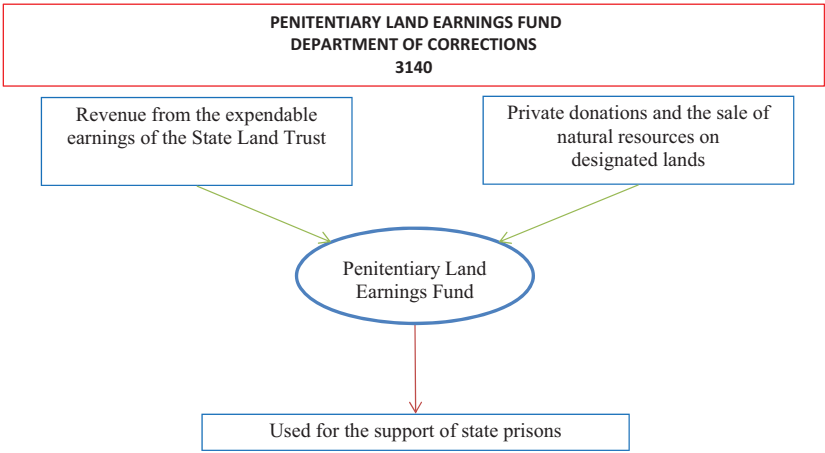 PENITENTIARY LAND EARNINGS FUND
DEPARTMENT OF CORRECTIONS
3140
Revenue from the expendable
earnings of the State Land Trust
Private donations and the sale of
natural resources on
designated lands
Penitentiary Land
Earnings Fund
Used for the support of state prisons